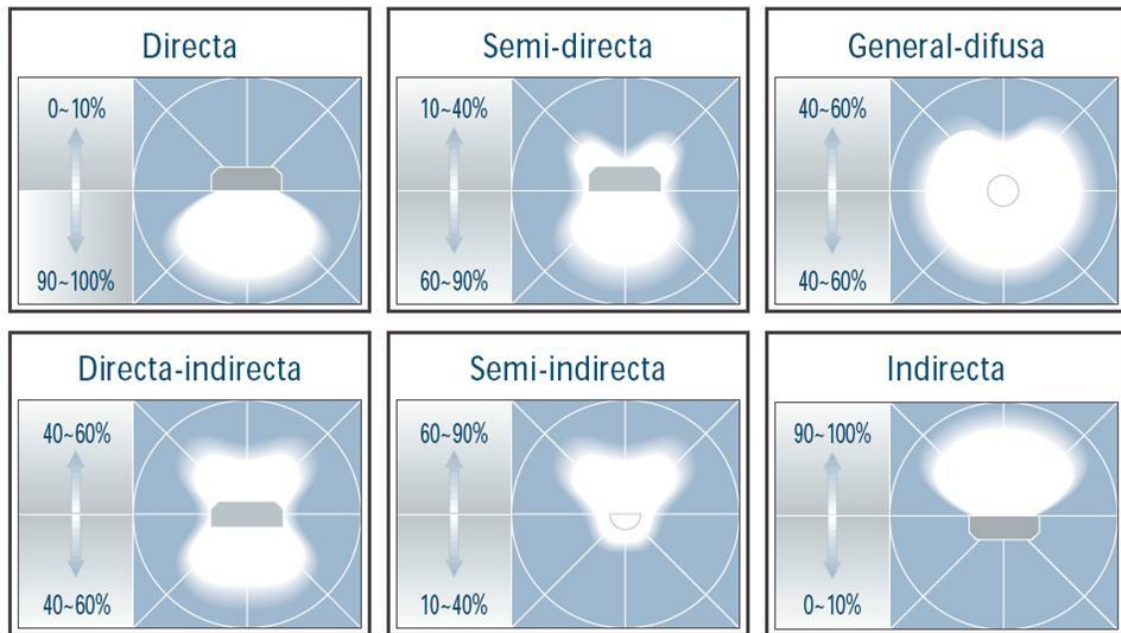 Directa
0~10%
90~100%
Semi-directa
10~40%
60~90%
General-difusa
40~60%
40~60%
Directa-indirecta
40~60%
40~60%
Semi-indirecta
60~90%
10~40%
Indirecta
90~100%
0~10%